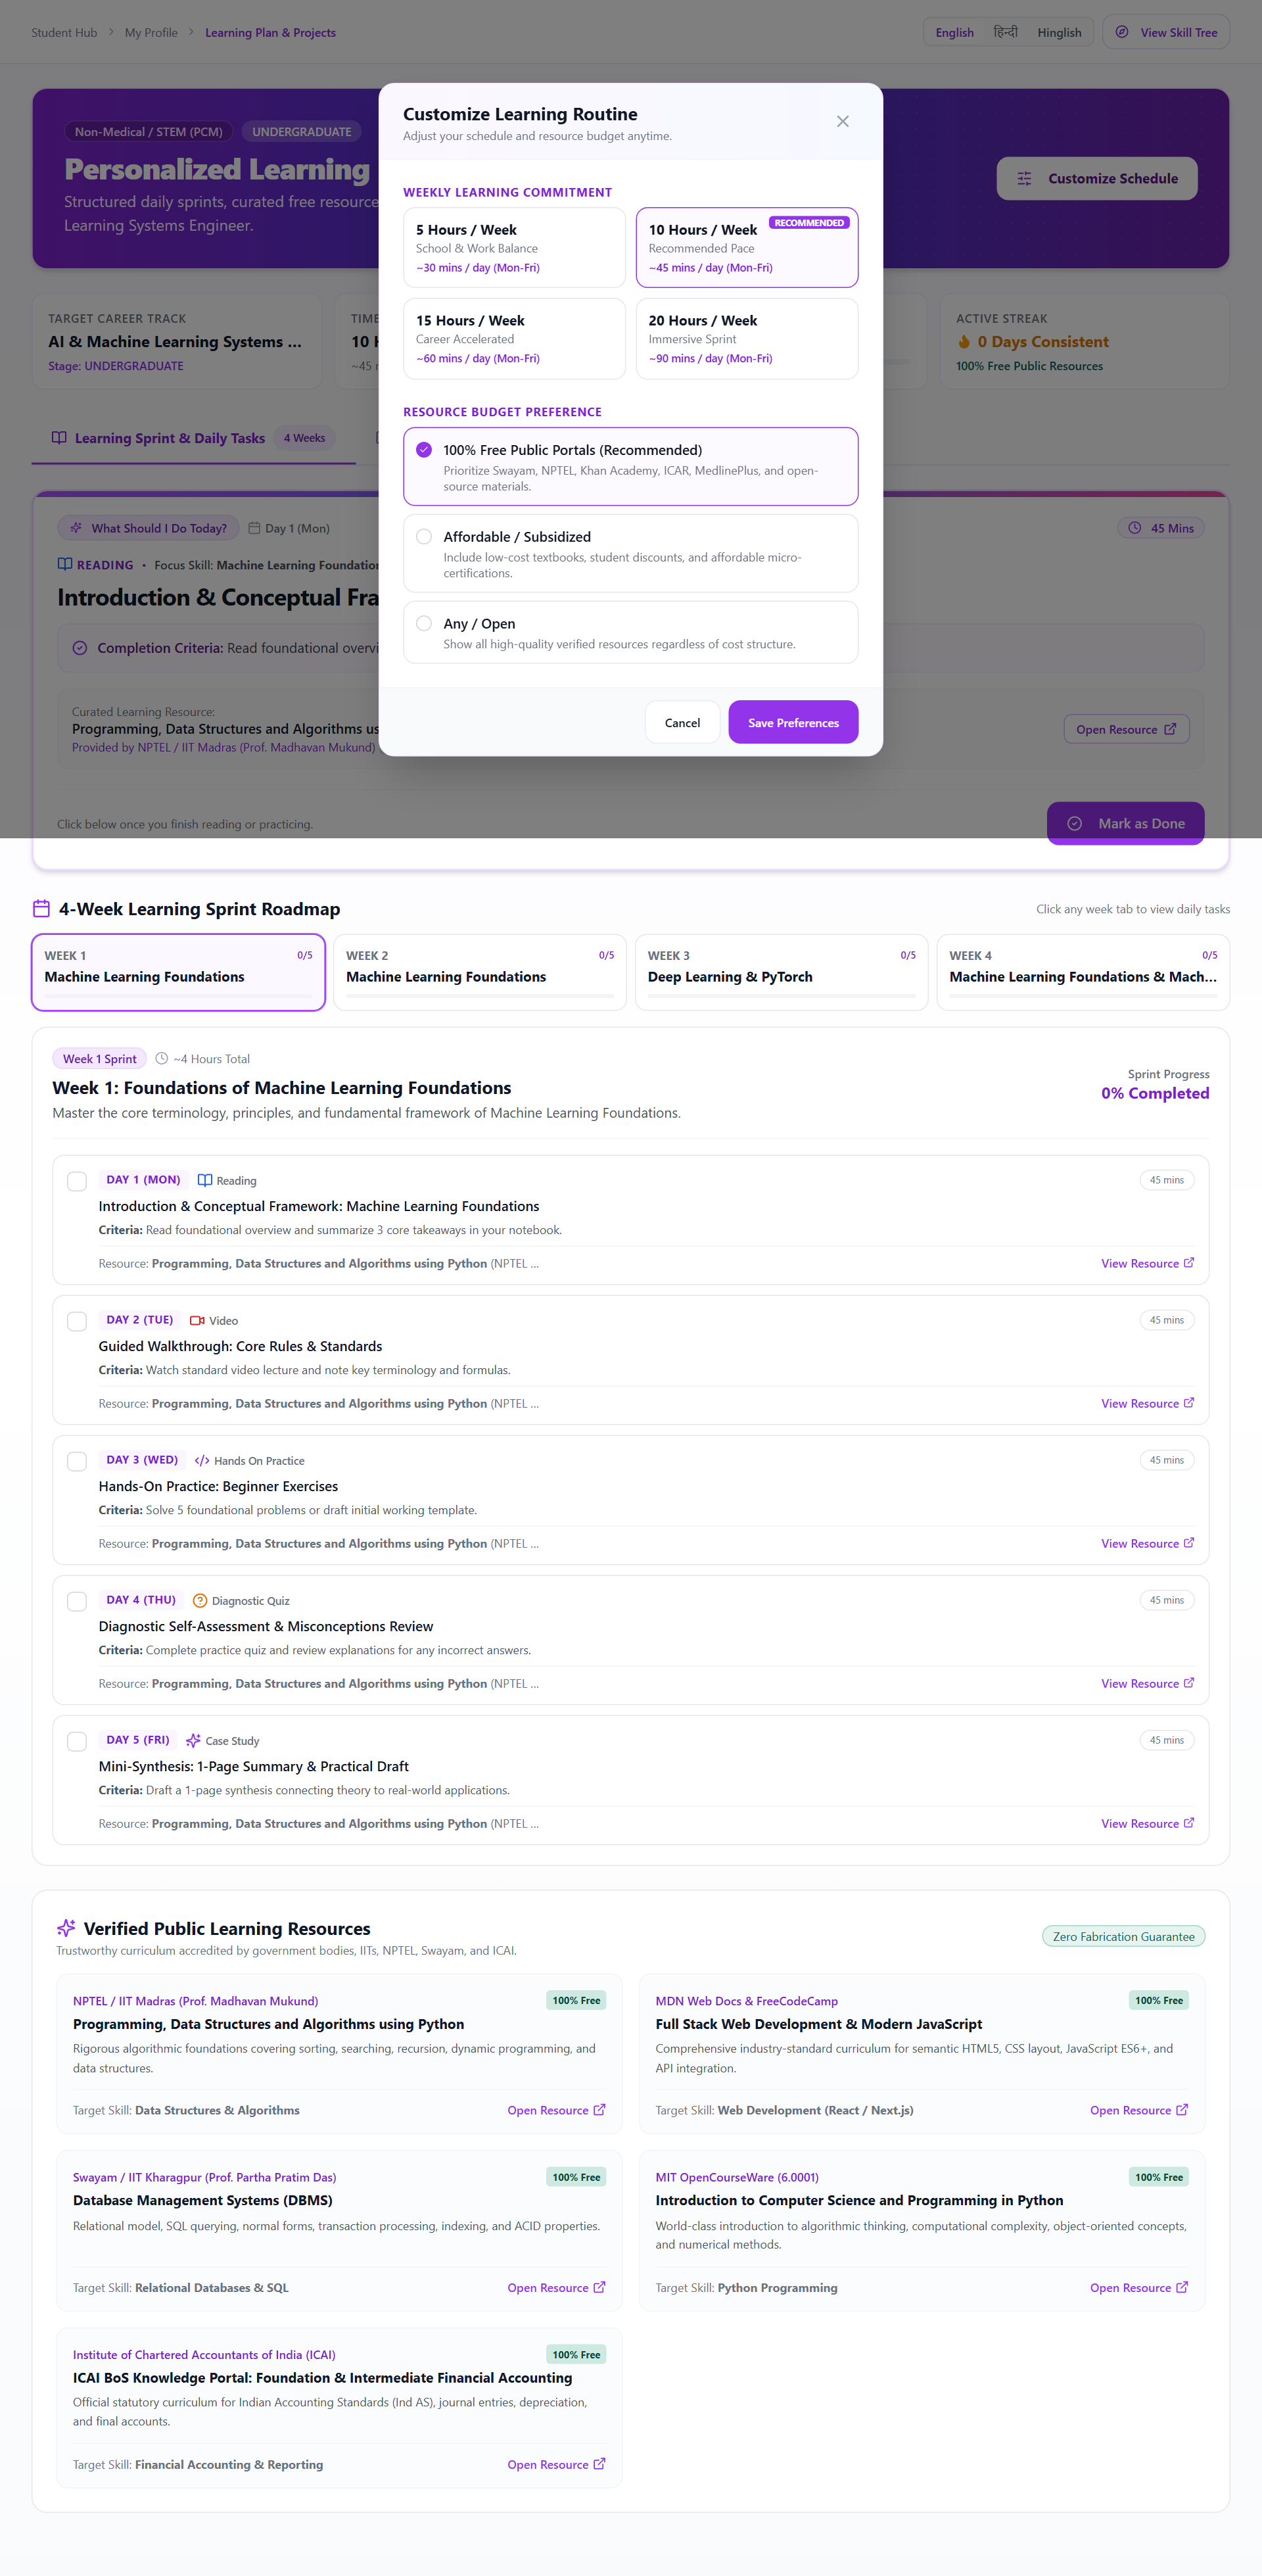 Student Hub > My Profile > Learning Plan & Projects
English हिन्दी Hinglish View Skill Tree
Non-Medical / STEM (PCM) UNDERGRADUATE
Personalized Learning
Structured daily sprints, curated free resource
Learning Systems Engineer.
Customize Schedule
TARGET CAREER TRACK
AI & Machine Learning Systems ...
Stage: UNDERGRADUATE
TIME
10 H
~45 m
ACTIVE STREAK
0 Days Consistent
100% Free Public Resources
Learning Sprint & Daily Tasks 4 Weeks
What Should I Do Today? Day 1 (Mon) 45 Mins
READING • Focus Skill: Machine Learning Foundation
Introduction & Conceptual Fra
Completion Criteria: Read foundational overvi
Curated Learning Resource:
Programming, Data Structures and Algorithms us
Provided by NPTEL / IIT Madras (Prof. Madhavan Mukund)
Open Resource
Click below once you finish reading or practicing.
Mark as Done
Customize Learning Routine
Adjust your schedule and resource budget anytime.
WEEKLY LEARNING COMMITMENT
5 Hours / Week
School & Work Balance
~30 mins / day (Mon-Fri)
10 Hours / Week RECOMMENDED
Recommended Pace
~45 mins / day (Mon-Fri)
15 Hours / Week
Career Accelerated
~60 mins / day (Mon-Fri)
20 Hours / Week
Immersive Sprint
~90 mins / day (Mon-Fri)
RESOURCE BUDGET PREFERENCE
100% Free Public Portals (Recommended)
Prioritize Swayam, NPTEL, Khan Academy, ICAR, MedlinePlus, and open-
source materials.
Affordable / Subsidized
Include low-cost textbooks, student discounts, and affordable micro-
certifications.
Any / Open
Show all high-quality verified resources regardless of cost structure.
Cancel Save Preferences
4-Week Learning Sprint Roadmap
Click any week tab to view daily tasks
WEEK 1 0/5
Machine Learning Foundations
WEEK 2 0/5
Machine Learning Foundations
WEEK 3 0/5
Deep Learning & PyTorch
WEEK 4 0/5
Machine Learning Foundations & Mach...
Week 1 Sprint ~4 Hours Total
Week 1: Foundations of Machine Learning Foundations
Master the core terminology, principles, and fundamental framework of Machine Learning Foundations.
Sprint Progress
0% Completed
DAY 1 (MON) Reading 45 mins
Introduction & Conceptual Framework: Machine Learning Foundations
Criteria: Read foundational overview and summarize 3 core takeaways in your notebook.
Resource: Programming, Data Structures and Algorithms using Python (NPTEL ... View Resource
DAY 2 (TUE) Video 45 mins
Guided Walkthrough: Core Rules & Standards
Criteria: Watch standard video lecture and note key terminology and formulas.
Resource: Programming, Data Structures and Algorithms using Python (NPTEL ... View Resource
DAY 3 (WED) Hands On Practice 45 mins
Hands-On Practice: Beginner Exercises
Criteria: Solve 5 foundational problems or draft initial working template.
Resource: Programming, Data Structures and Algorithms using Python (NPTEL ... View Resource
DAY 4 (THU) Diagnostic Quiz 45 mins
Diagnostic Self-Assessment & Misconceptions Review
Criteria: Complete practice quiz and review explanations for any incorrect answers.
Resource: Programming, Data Structures and Algorithms using Python (NPTEL ... View Resource
DAY 5 (FRI) Case Study 45 mins
Mini-Synthesis: 1-Page Summary & Practical Draft
Criteria: Draft a 1-page synthesis connecting theory to real-world applications.
Resource: Programming, Data Structures and Algorithms using Python (NPTEL ... View Resource
Verified Public Learning Resources
Trustworthy curriculum accredited by government bodies, IITs, NPTEL, Swayam, and ICAI.
Zero Fabrication Guarantee
NPTEL / IIT Madras (Prof. Madhavan Mukund) 100% Free
Programming, Data Structures and Algorithms using Python
Rigorous algorithmic foundations covering sorting, searching, recursion, dynamic programming, and
data structures.
Target Skill: Data Structures & Algorithms Open Resource
MDN Web Docs & FreeCodeCamp 100% Free
Full Stack Web Development & Modern JavaScript
Comprehensive industry-standard curriculum for semantic HTML5, CSS layout, JavaScript ES6+, and
API integration.
Target Skill: Web Development (React / Next.js) Open Resource
Swayam / IIT Kharagpur (Prof. Partha Pratim Das) 100% Free
Database Management Systems (DBMS)
Relational model, SQL querying, normal forms, transaction processing, indexing, and ACID properties.
Target Skill: Relational Databases & SQL Open Resource
MIT OpenCourseWare (6.0001) 100% Free
Introduction to Computer Science and Programming in Python
World-class introduction to algorithmic thinking, computational complexity, object-oriented concepts,
and numerical methods.
Target Skill: Python Programming Open Resource
Institute of Chartered Accountants of India (ICAI) 100% Free
ICAI BoS Knowledge Portal: Foundation & Intermediate Financial Accounting
Official statutory curriculum for Indian Accounting Standards (Ind AS), journal entries, depreciation,
and final accounts.
Target Skill: Financial Accounting & Reporting Open Resource